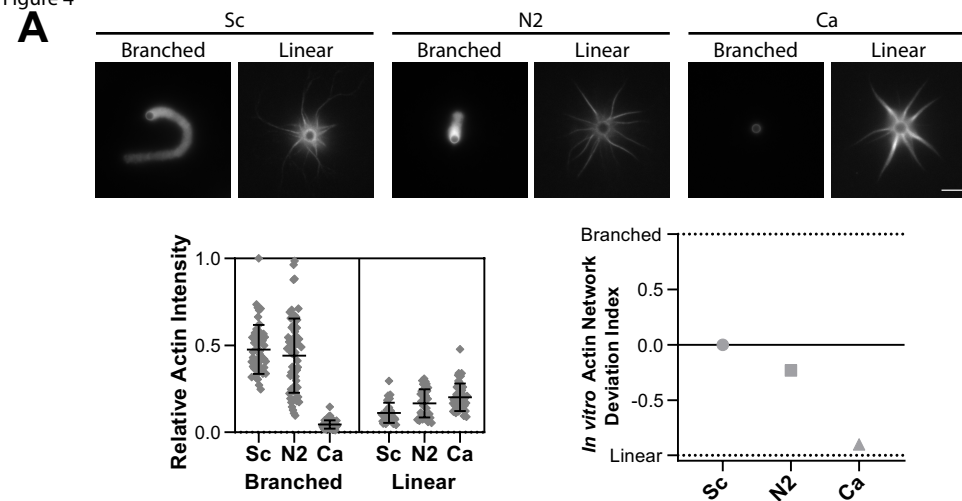 Figure 4
A
Sc N2 Ca
Branched Linear Branched Linear Branched Linear
Relative Actin Intensity
1.0
0.5
0.0
Sc N2 Ca Sc N2 Ca
Branched Linear
In vitro Actin Network
Deviation Index
Branched
0.5
0.0
-0.5
Linear
Sc N2 Ca